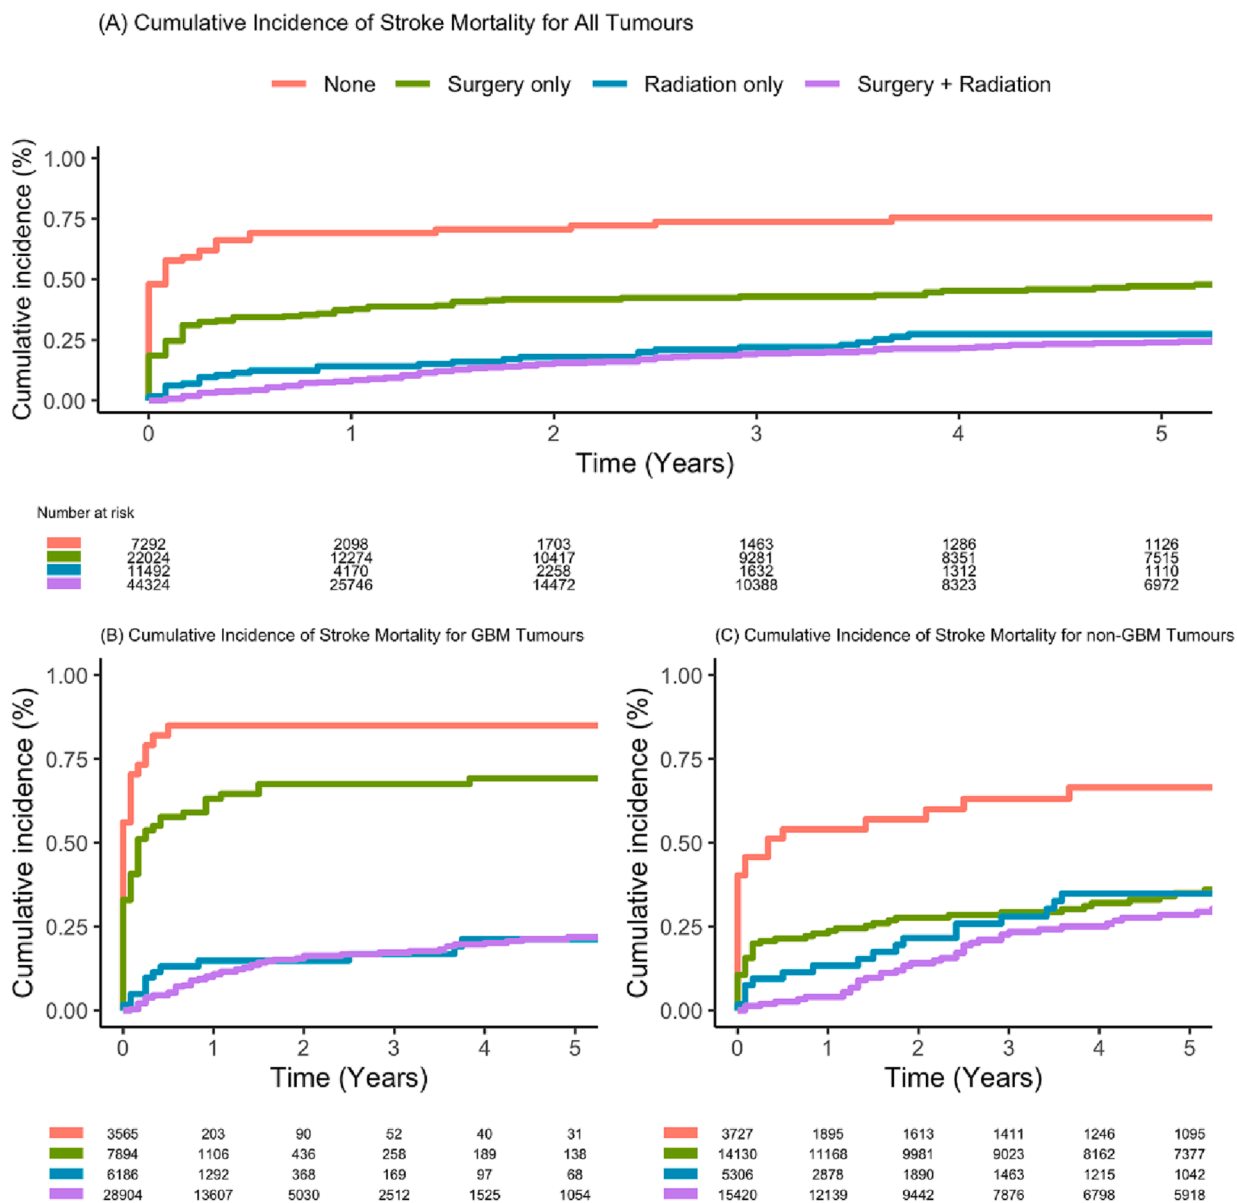 (A) Cumulative Incidence of Stroke Mortality for All Tumours
None Surgery only Radiation only Surgery + Radiation
Cumulative incidence (%)
1.00
0.75
0.50
0.25
0.00
0 1 2 3 4 5
Time (Years)
Number at risk
7292 2098 1703 1463 1286 1126
22024 12274 10417 9281 8351 7515
11492 4170 2258 1632 1312 1110
44324 25746 14472 10388 8323 6972
(B) Cumulative Incidence of Stroke Mortality for GBM Tumours
Cumulative incidence (%)
1.00
0.75
0.50
0.25
0.00
0 1 2 3 4 5
Time (Years)
3565 203 90 52 40 31
7894 1106 436 258 189 138
6186 1292 368 169 97 68
28904 13607 5030 2512 1525 1054
(C) Cumulative Incidence of Stroke Mortality for non-GBM Tumours
Cumulative incidence (%)
1.00
0.75
0.50
0.25
0.00
0 1 2 3 4 5
Time (Years)
3727 1895 1613 1411 1246 1095
14130 11168 9981 9023 8162 7377
5306 2878 1890 1463 1215 1042
15420 12139 9442 7876 6798 5918